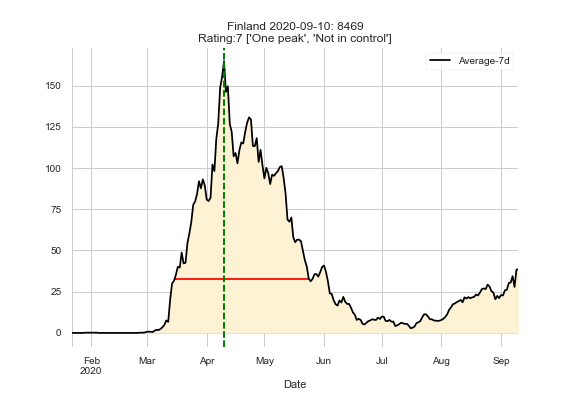 Finland 2020-09-10: 8469
Rating:7 ['One peak', 'Not in control']
Average-7d
150
125
100
75
50
25
0
Feb Mar Apr May Jun Jul Aug Sep
2020
Date